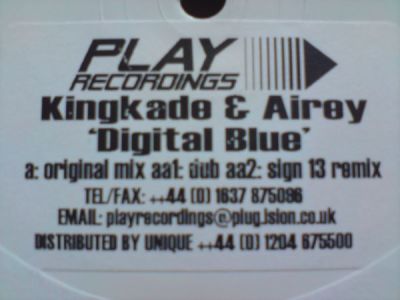 PLAY
RECORDINGS
Kingkade & Airey
'Digital Blue'
a: original mix aa1: dub aa2: sign 13 remix
TEL/FAX: ++44 (0) 1637 875096
EMAIL: playrecordings@plug.ision.co.uk
DISTRIBUTED BY UNIQUE ++44 (0) 1204 675500